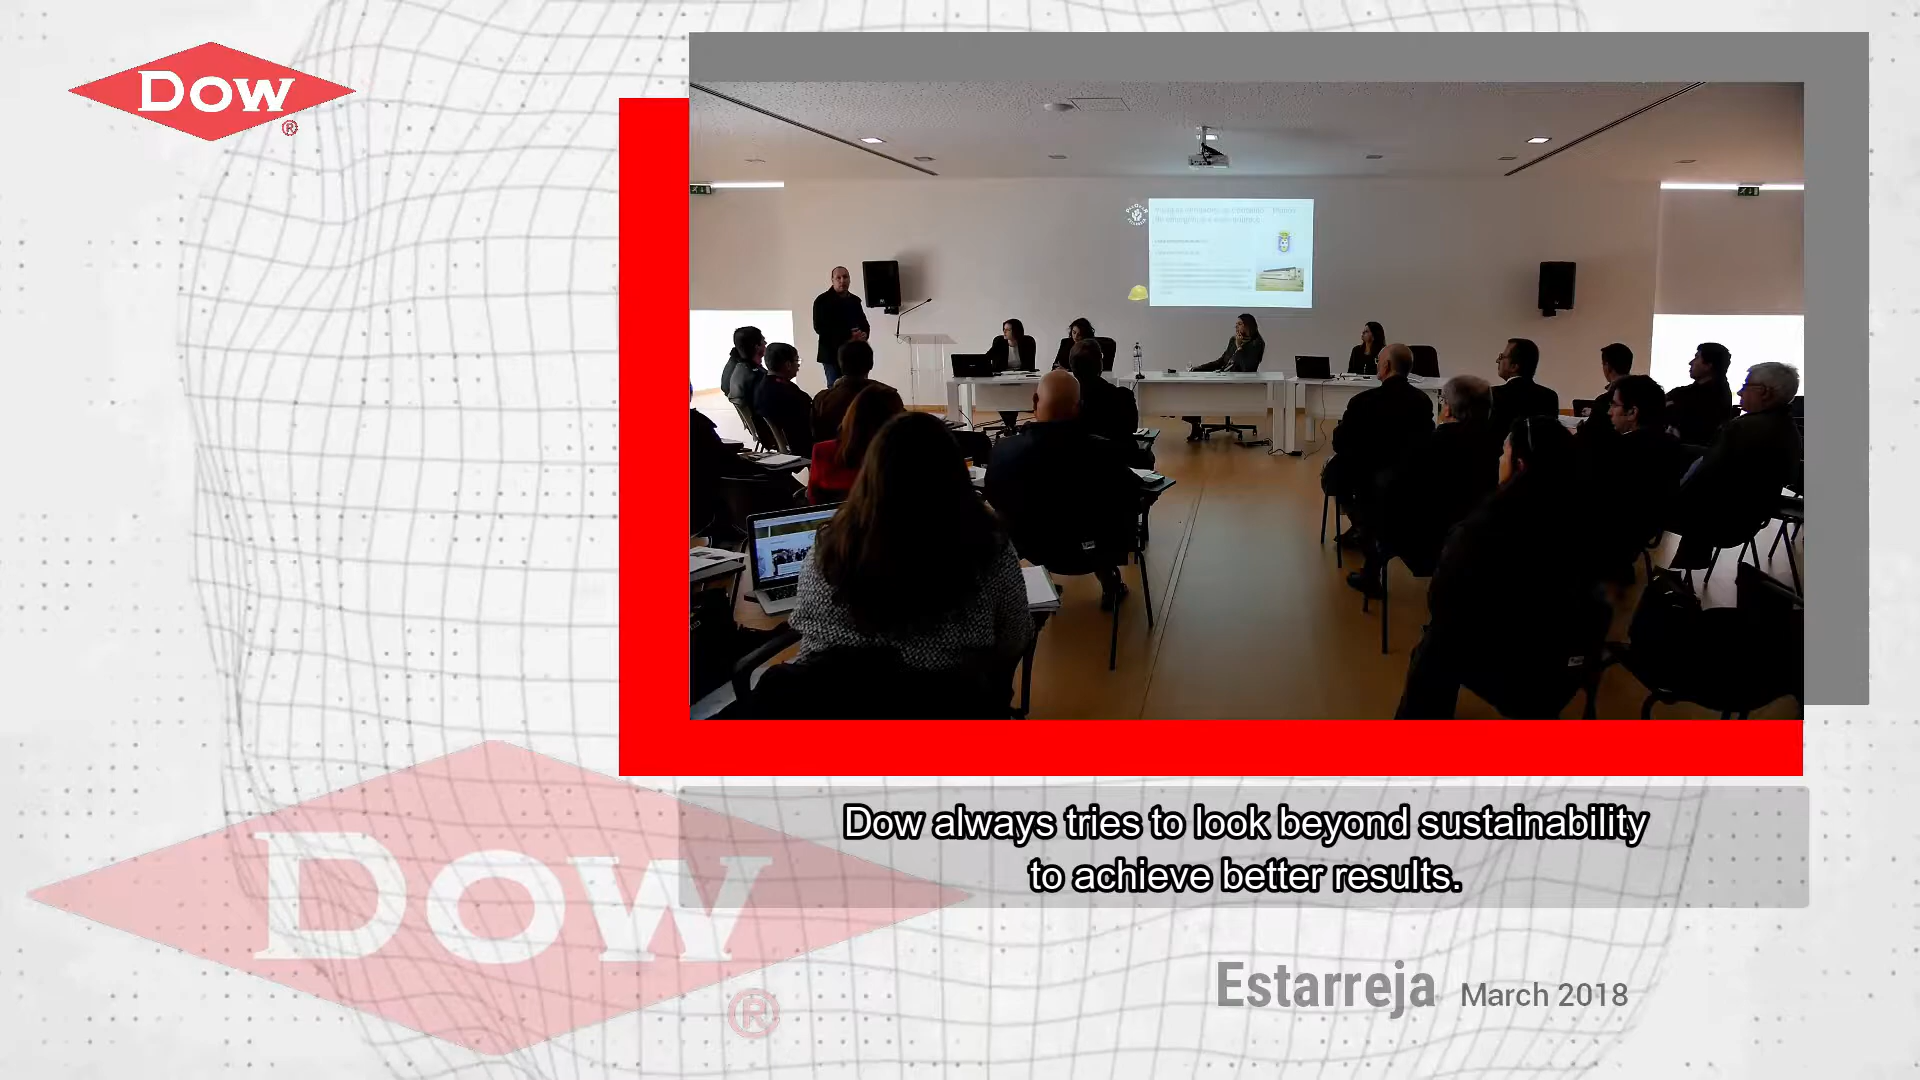 DOW
®
Dow always tries to look beyond sustainability
to achieve better results.
DOW
®
Estarreja March 2018